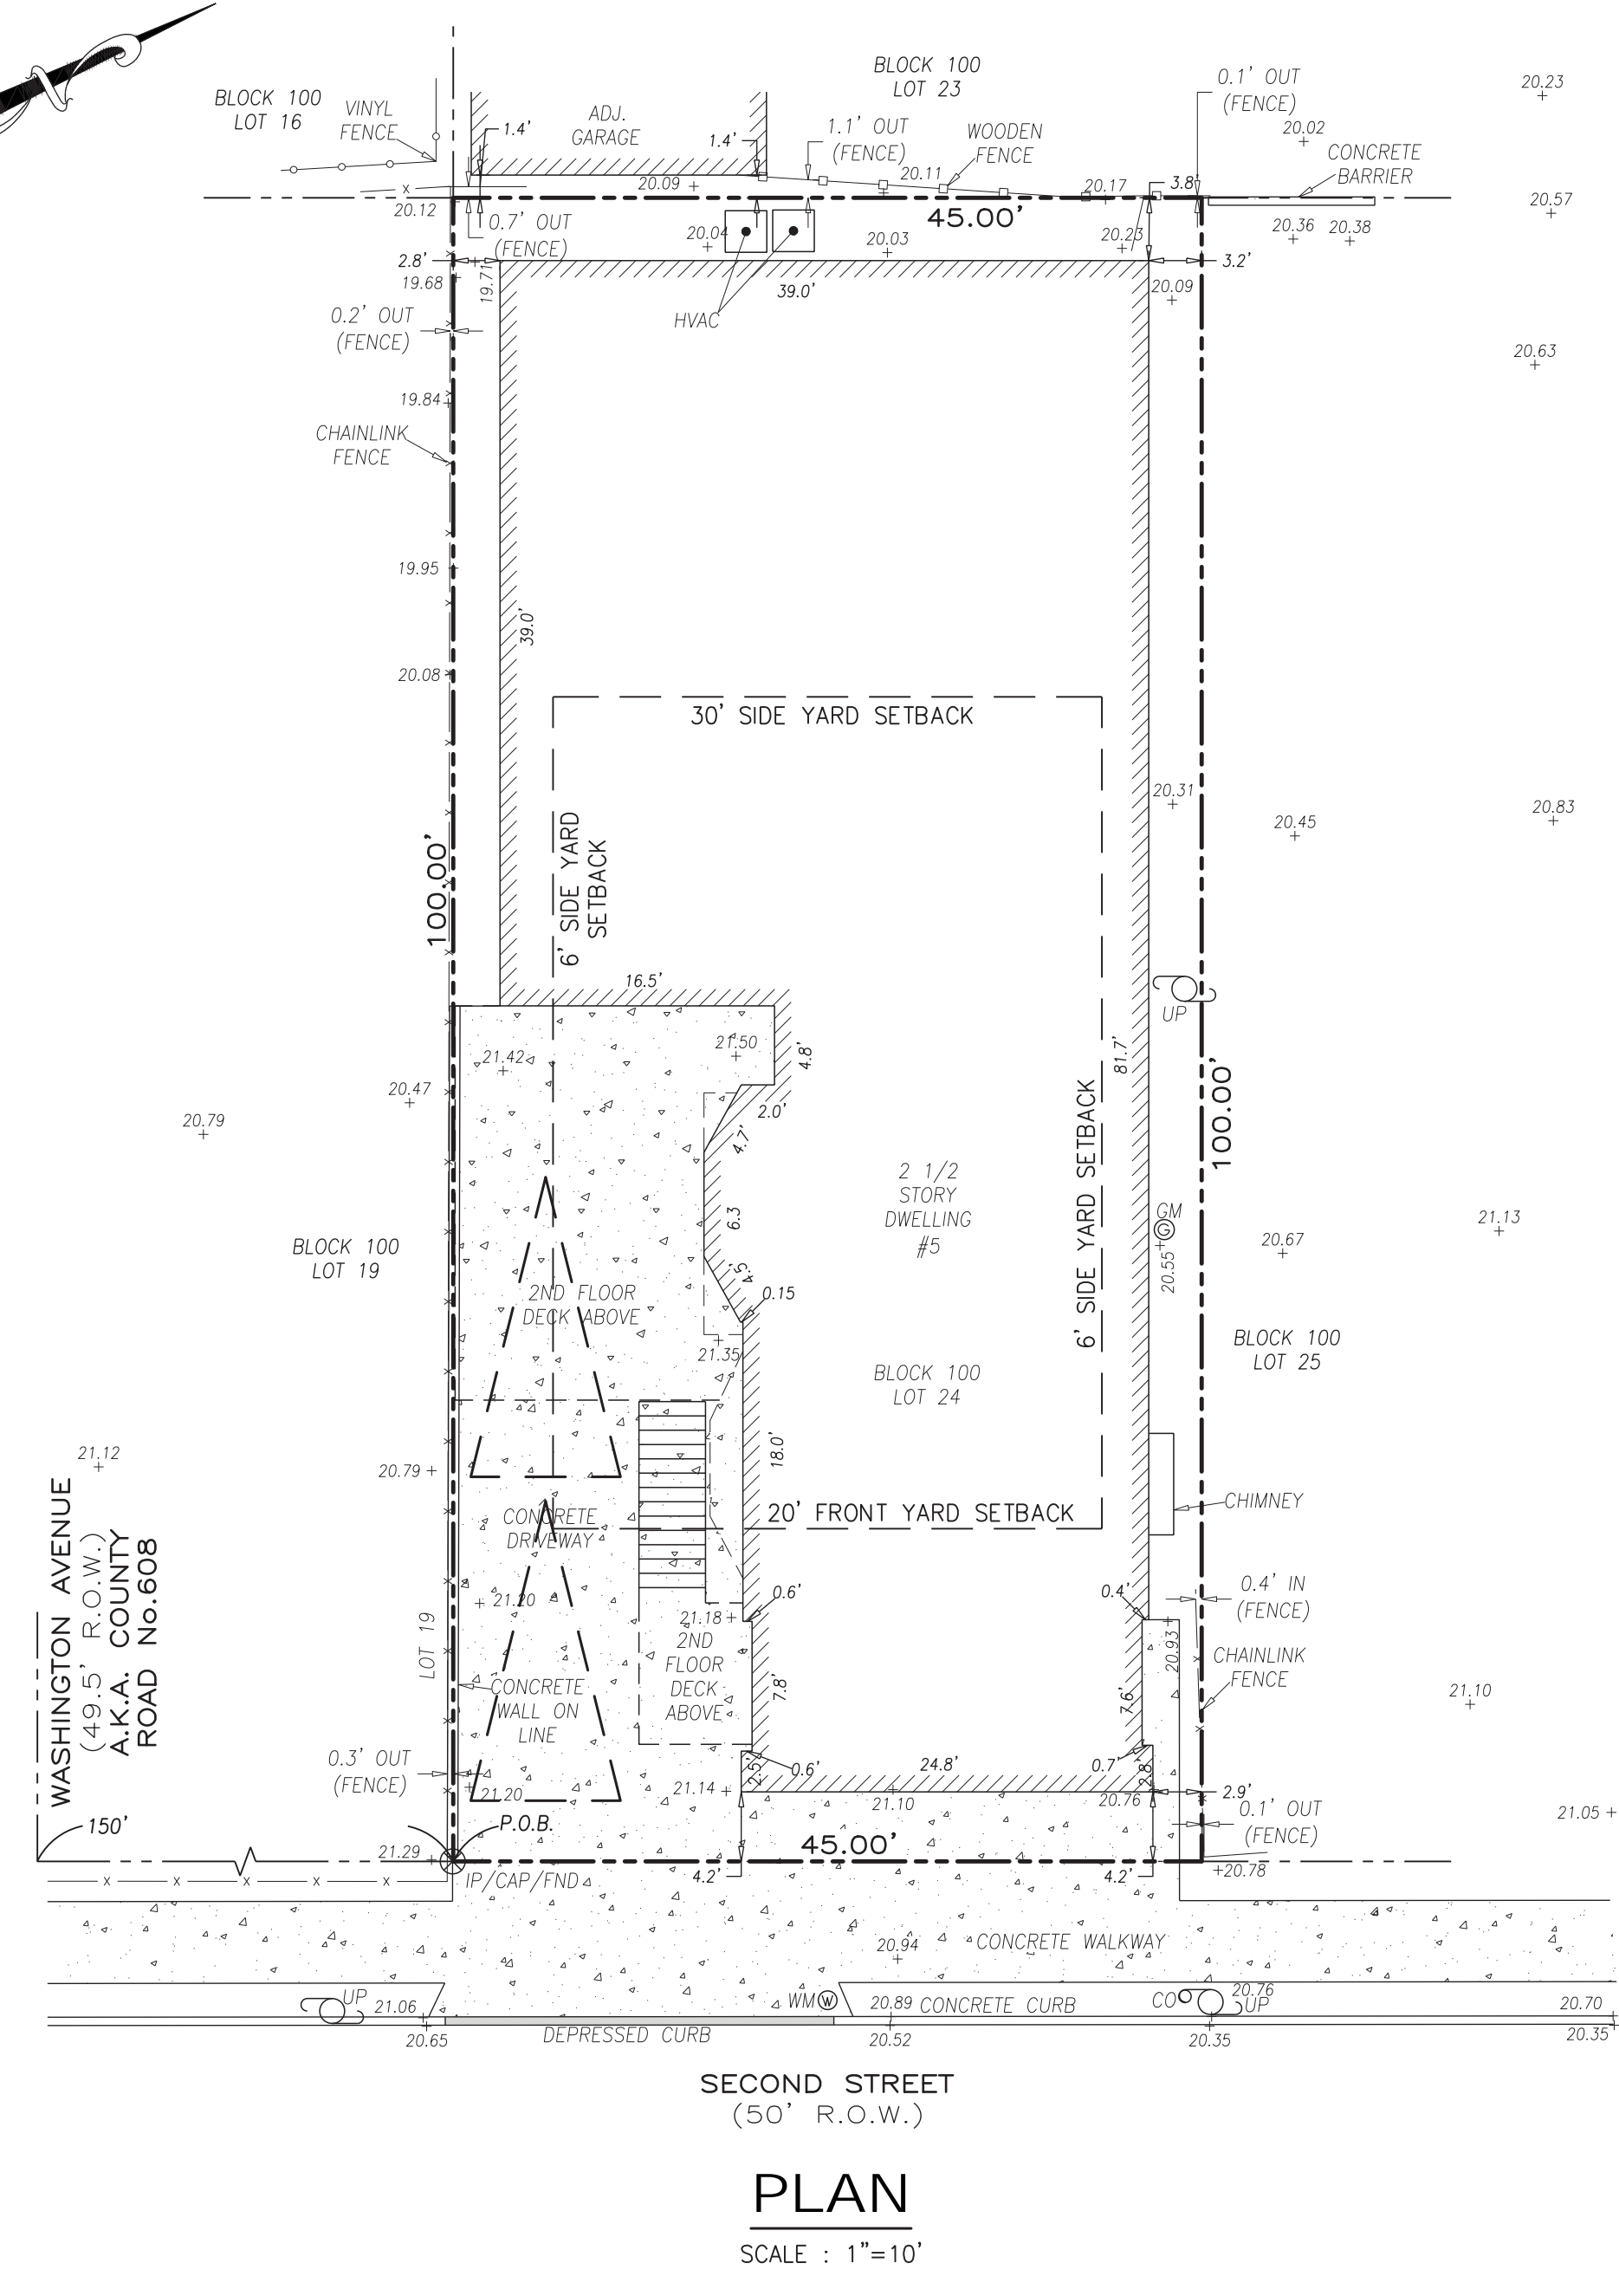 BLOCK 100
LOT 23
0.1' OUT
(FENCE)
20.23
BLOCK 100
LOT 16
VINYL
FENCE
1.4'
ADJ.
GARAGE
1.4'
1.1' OUT
(FENCE)
WOODEN
FENCE
20.02
CONCRETE
BARRIER
20.09
20.11
20.17
3.8'
20.12
45.00'
20.57
0.7' OUT
(FENCE)
20.04
20.03
20.23
20.36
20.38
2.8'
3.2'
19.68
19.71
39.0'
20.09
0.2' OUT
(FENCE)
HVAC
20.63
19.84
CHAINLINK
FENCE
19.95
39.0'
20.08
30' SIDE YARD SETBACK
20.31
20.45
20.83
100.00'
6' SIDE YARD
SETBACK
16.5'
UP
21.42
21.50
4.8'
81.7'
20.47
20.79
2.0'
4.7'
100.00'
6' SIDE YARD SETBACK
2 1/2
STORY
DWELLING
#5
6.3
GM
G
20.55
20.67
21.13
BLOCK 100
LOT 19
4.5'
2ND FLOOR
DECK ABOVE
0.15
21.35
BLOCK 100
LOT 24
BLOCK 100
LOT 25
21.12
20.79
18.0'
WASHINGTON AVENUE
(49.5' R.O.W.)
A.K.A. COUNTY
ROAD No.608
CONCRETE
DRIVEWAY
20' FRONT YARD SETBACK
CHIMNEY
21.20
0.6'
0.4'
0.4' IN
(FENCE)
21.18
2ND
FLOOR
DECK
ABOVE
LOT 19
20.93
CHAINLINK
FENCE
CONCRETE
WALL ON
LINE
7.8'
7.6'
21.10
0.3' OUT
(FENCE)
21.20
21.14
2.5'
0.6'
24.8'
0.7'
2.8'
21.10
20.76
2.9'
0.1' OUT
(FENCE)
21.05
150'
P.O.B.
45.00'
21.29
IP/CAP/FND
4.2'
4.2'
20.78
20.94
CONCRETE WALKWAY
UP
21.06
WM
W
20.89
CONCRETE CURB
CO
20.76
UP
20.70
20.65
DEPRESSED CURB
20.52
20.35
20.35
SECOND STREET
(50' R.O.W.)
PLAN
SCALE : 1"=10'